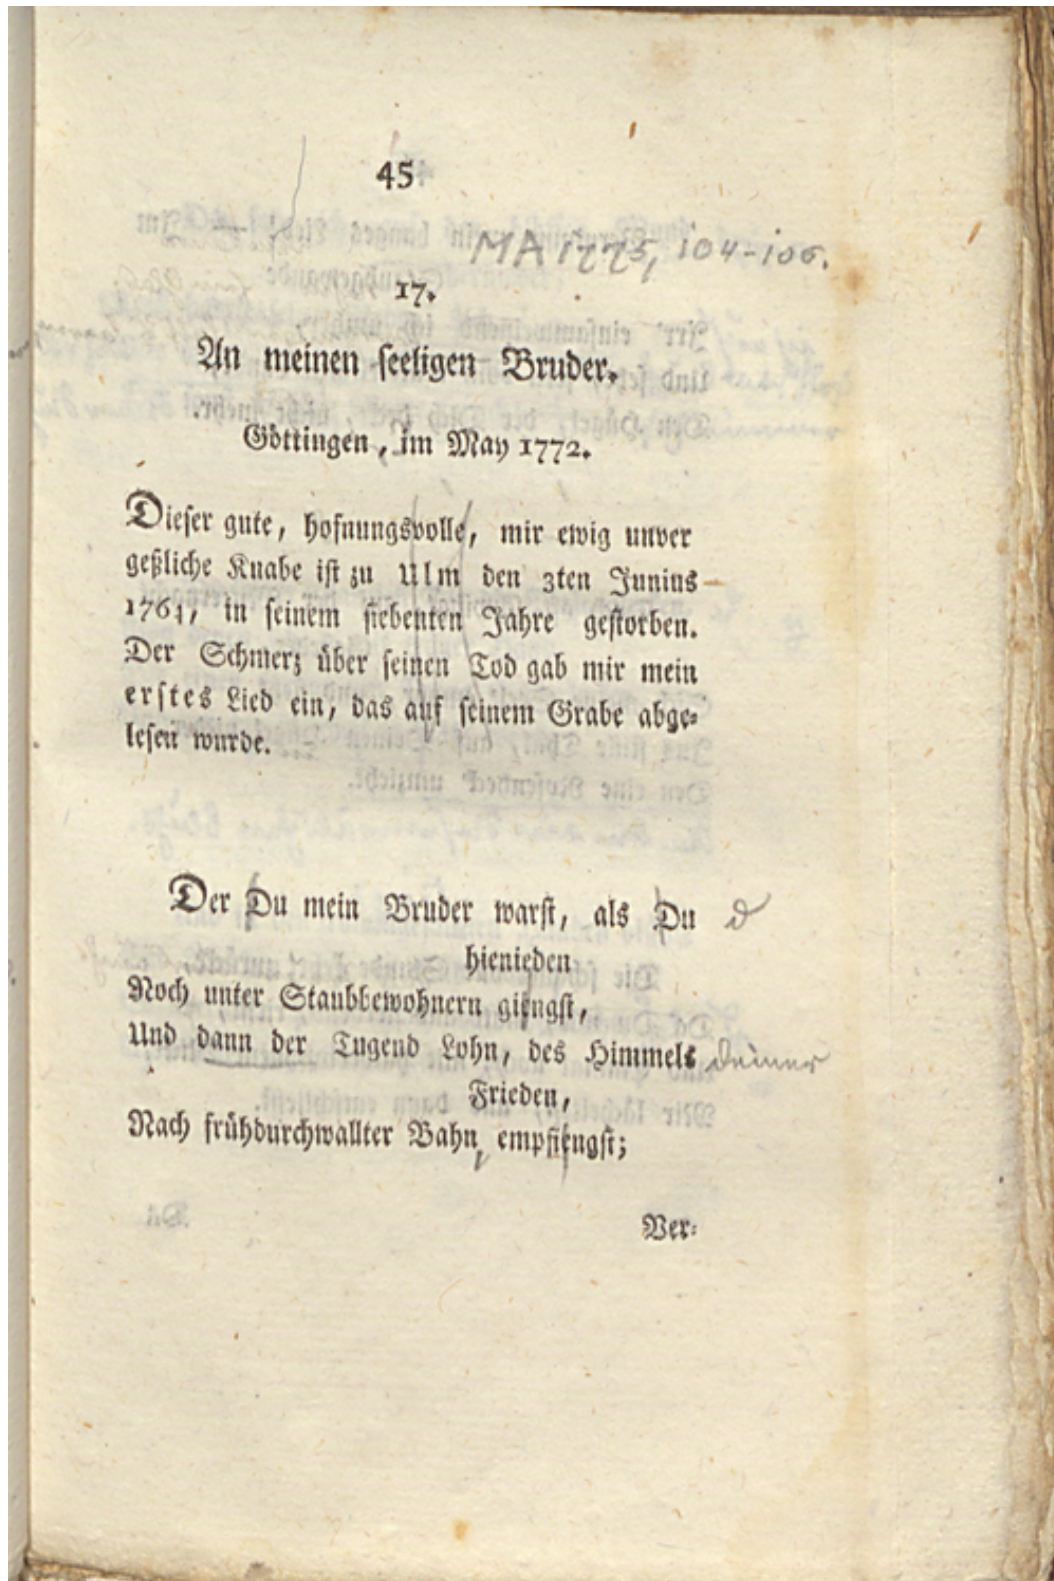 45
MA 1775, 104-106.
17.
An meinen seeligen Bruder.
Göttingen, im May 1772.
Dieser gute, hofnungsvolle, mir ewig unver
geßliche Knabe ist zu Ulm den 3ten Junius
1764, in seinem siebenten Jahre gestorben.
Der Schmerz über seinen Tod gab mir mein
erstes Lied ein, das auf seinem Grabe abge-
lesen wurde.
Der Du mein Bruder warst, als Du d
hienieden
Noch unter Staubbewohnern giengst,
Und dann der Tugend Lohn, des Himmels deiner
Frieden,
Nach frühdurchwallter Bahn, empfiengst;
Ver-